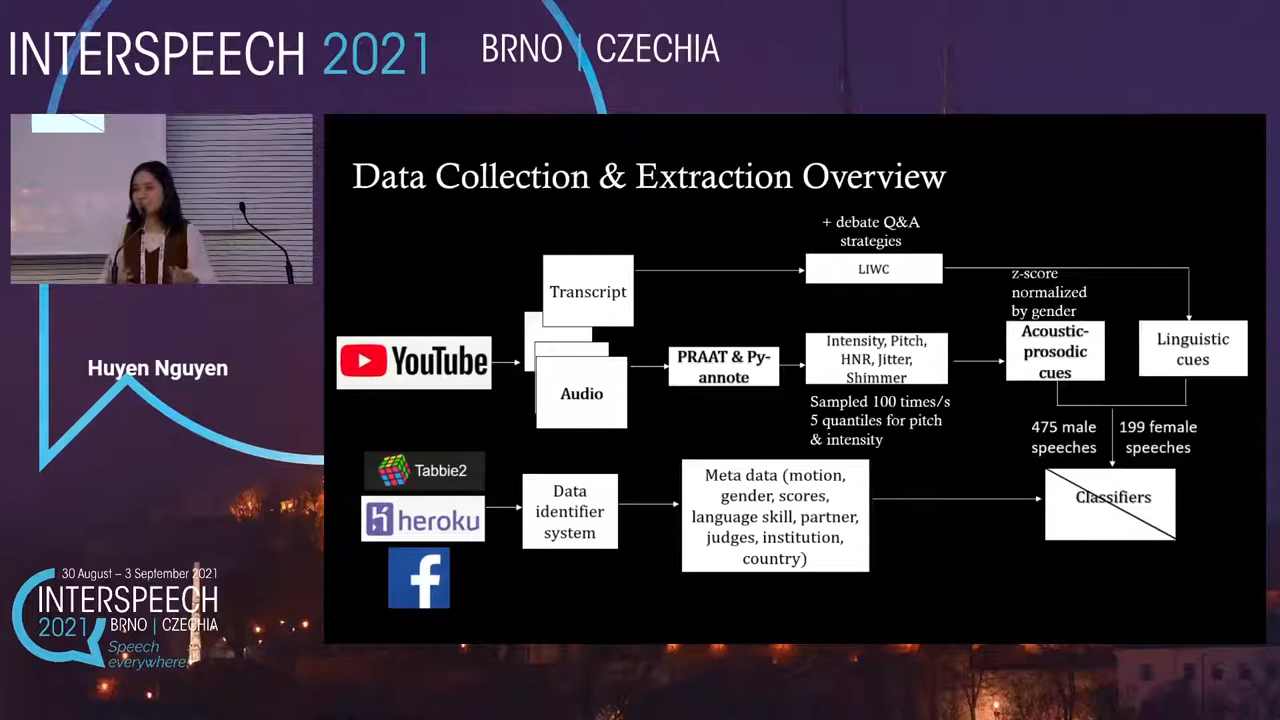 INTERSPEECH 2021
BRNO | CZECHIA
Huyen Nguyen
30 August – 3 September 2021
INTERSPEECH
2021 BRNO | CZECHIA
Speech
everywhere!
Data Collection & Extraction Overview
+ debate Q&A
strategies
Transcript
LIWC
z-score
normalized
by gender
YouTube
Audio
PRAAT & Py-
annote
Intensity, Pitch,
HNR, Jitter,
Shimmer
Acoustic-
prosodic
cues
Linguistic
cues
Sampled 100 times/s
5 quantiles for pitch
& intensity
475 male
speeches
199 female
speeches
Tabbie2
heroku
f
Data
identifier
system
Meta data (motion,
gender, scores,
language skill, partner,
judges, institution,
country)
Classifiers